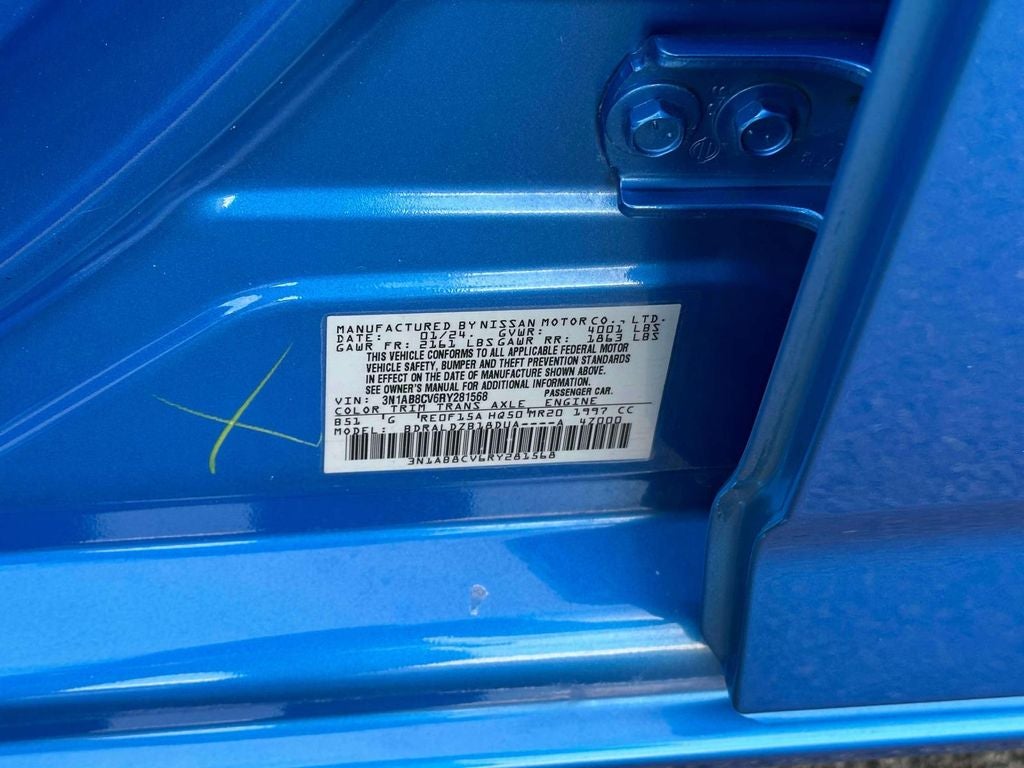 MANUFACTURED BY NISSAN MOTOR CO., LTD.
DATE: 01/24. GVWR: 4001 LBS
GAWR FR: 2161 LBS GAWR RR: 1863 LBS
THIS VEHICLE CONFORMS TO ALL APPLICABLE FEDERAL MOTOR
VEHICLE SAFETY, BUMPER AND THEFT PREVENTION STANDARDS
IN EFFECT ON THE DATE OF MANUFACTURE SHOWN ABOVE.
SEE OWNER'S MANUAL FOR ADDITIONAL INFORMATION.
VIN: 3N1AB8CV6RY281568 PASSENGER CAR.
COLOR TRIM TRANS AXLE ENGINE
B51 G RE0F15A HQ50 MR20 1997 CC
MODEL: BDRALDZB18DUA----A 4Z000
3N1AB8CV6RY281568